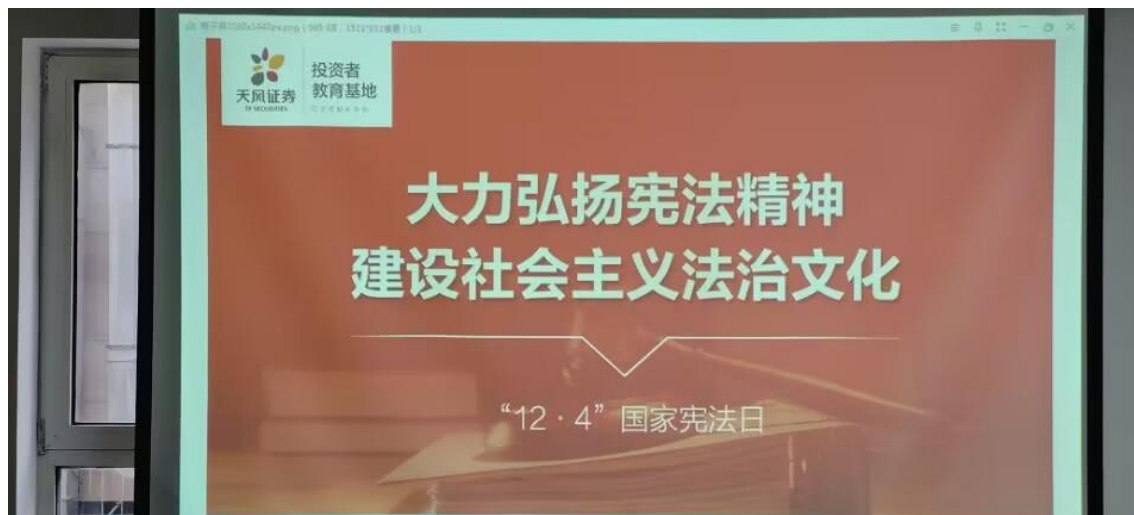 天风证券
TF SECURITIES
投资者
教育基地
大力弘扬宪法精神
建设社会主义法治文化
“12·4”国家宪法日